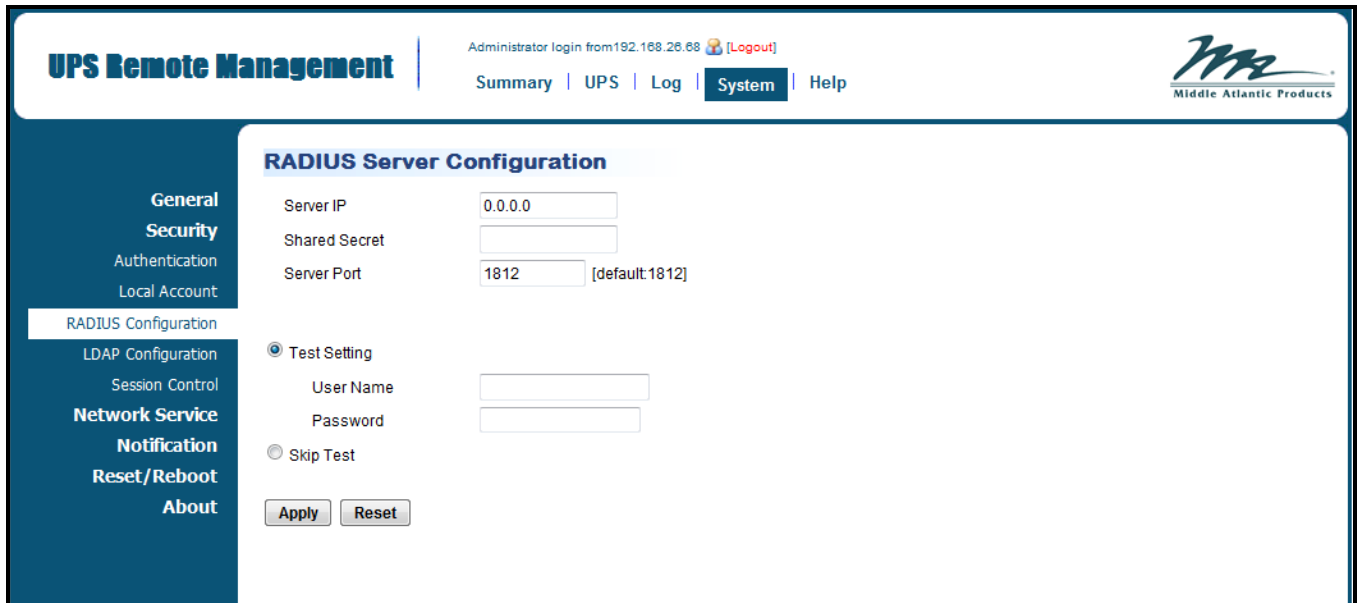 UPS Remote Management
Administrator login from192.168.26.68 [Logout]
Summary | UPS | Log | System | Help
Middle Atlantic Products
General
Security
Authentication
Local Account
RADIUS Configuration
LDAP Configuration
Session Control
Network Service
Notification
Reset/Reboot
About
RADIUS Server Configuration
Server IP 0.0.0.0
Shared Secret
Server Port 1812 [default:1812]
Test Setting
User Name
Password
Skip Test
Apply Reset